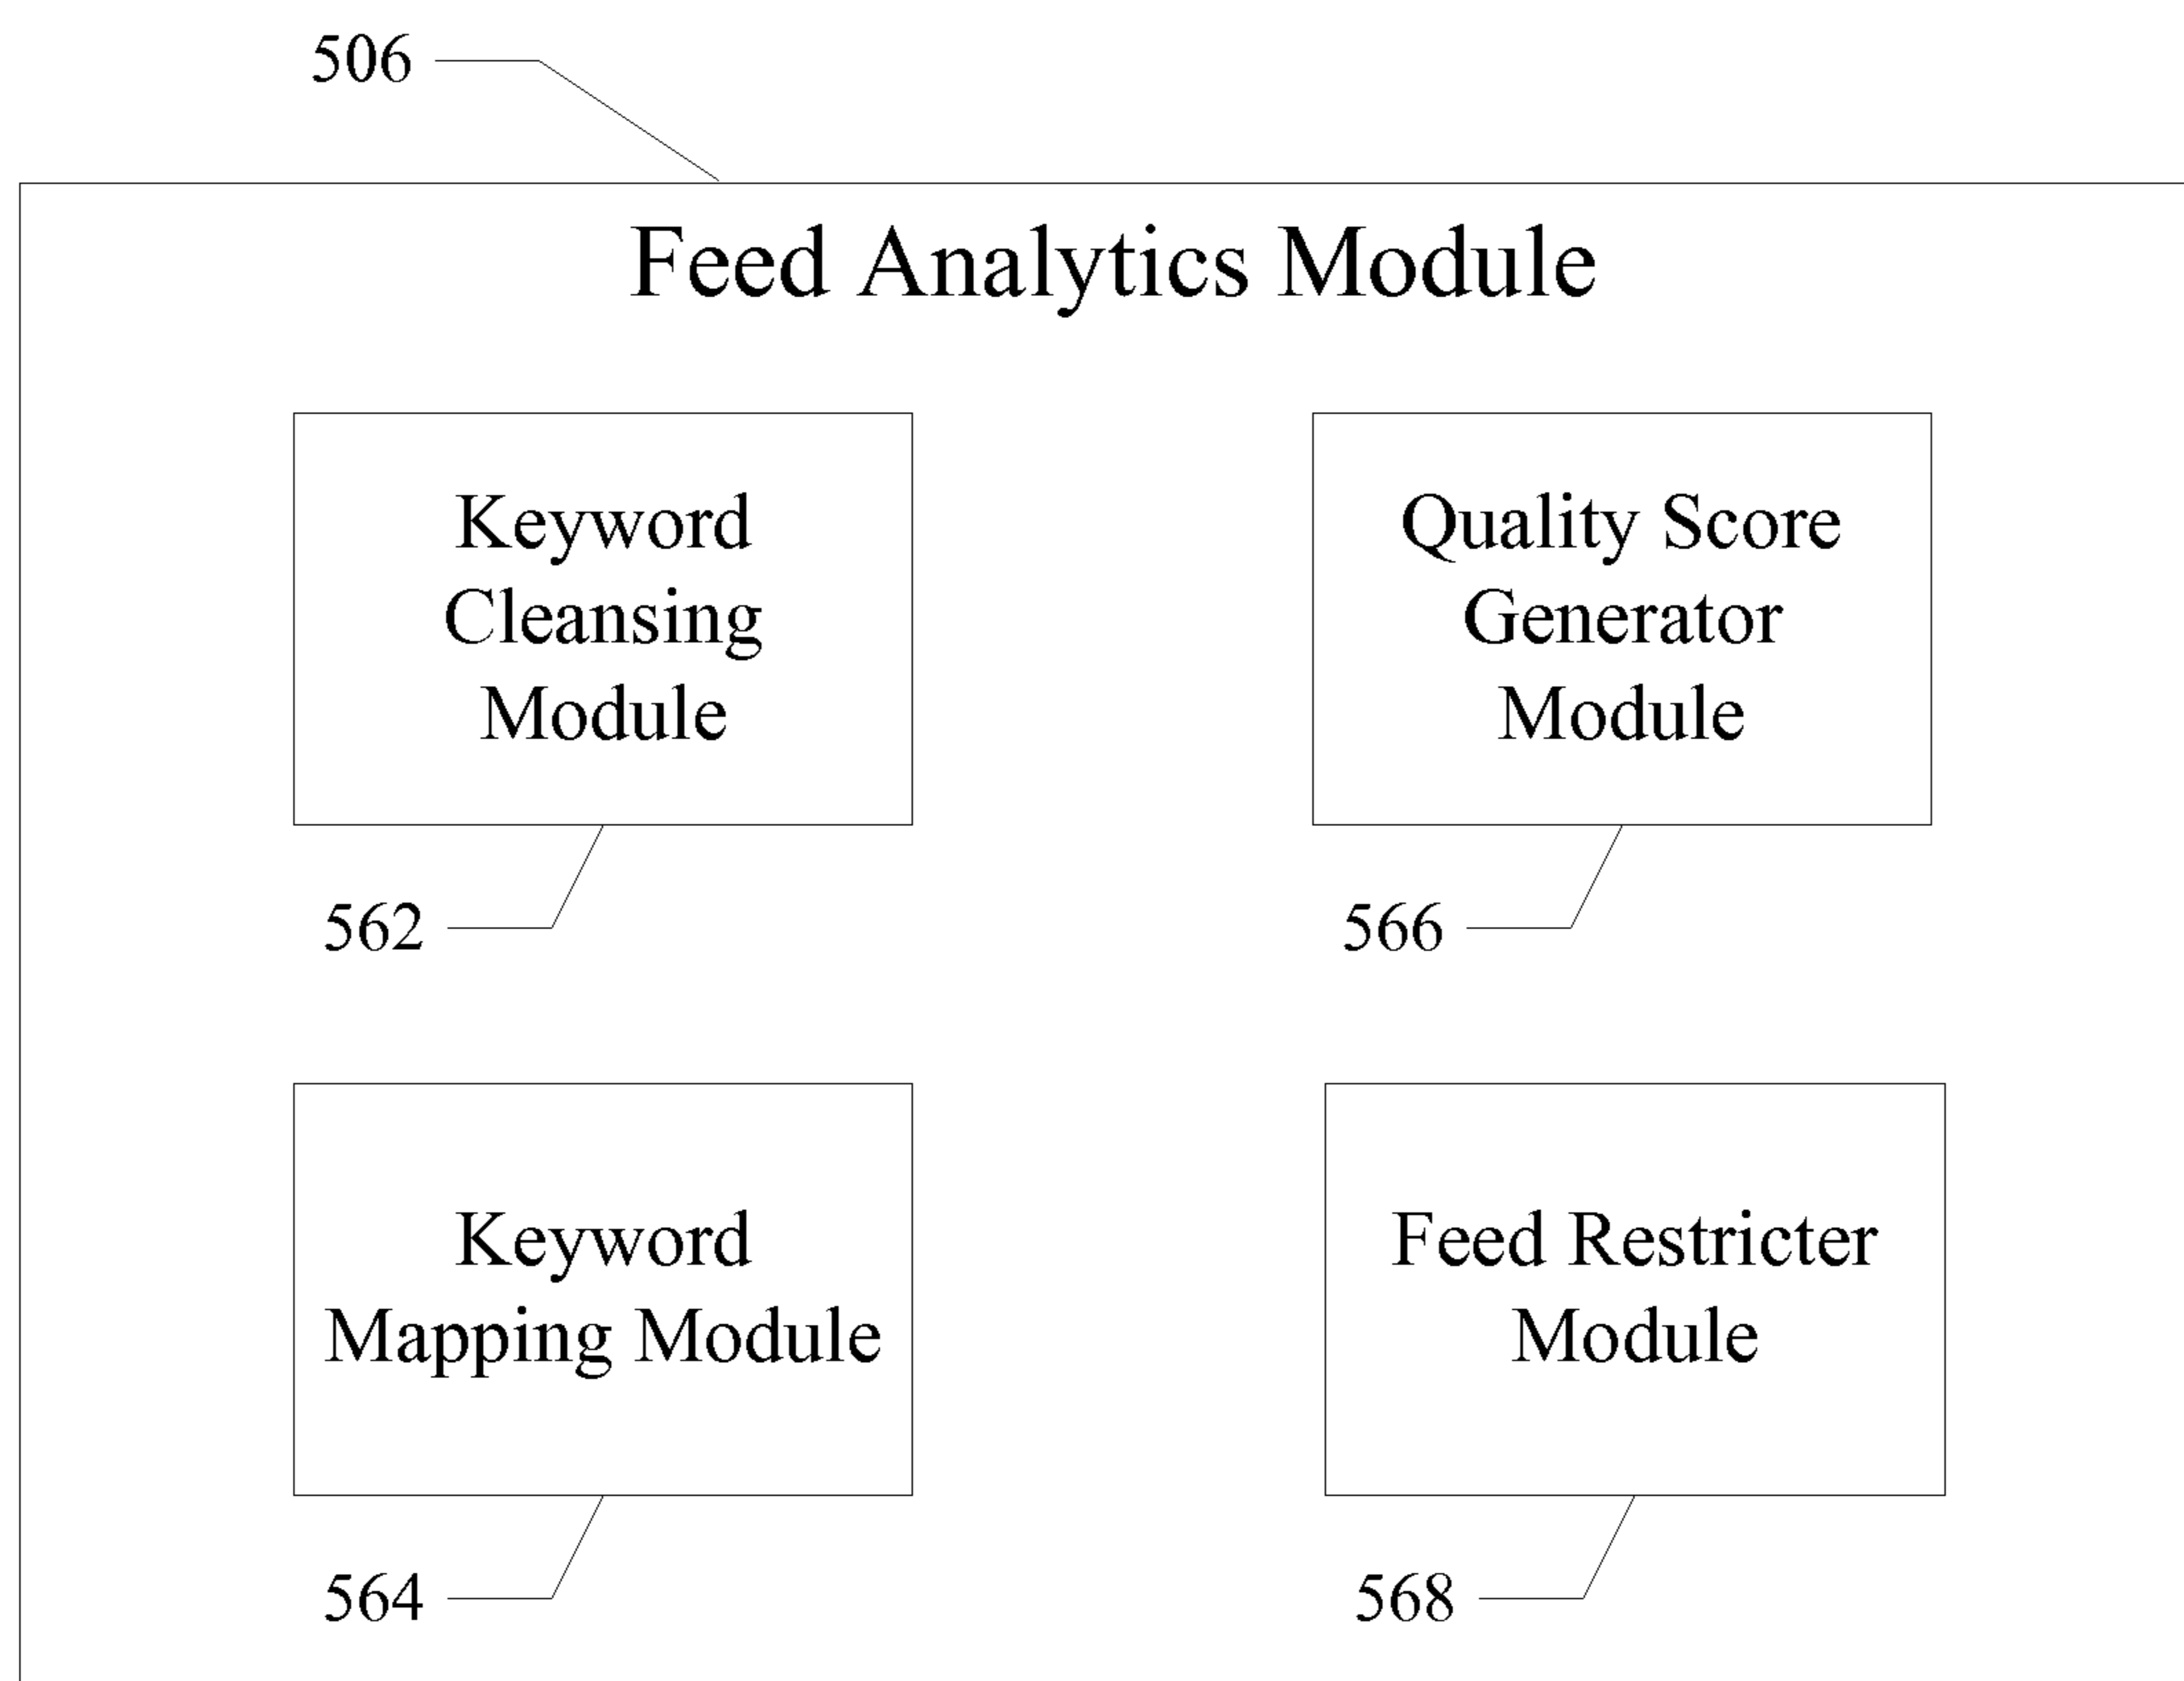 506
Feed Analytics Module
Keyword
Cleansing
Module
562
Quality Score
Generator
Module
566
Keyword
Mapping Module
564
Feed Restricter
Module
568